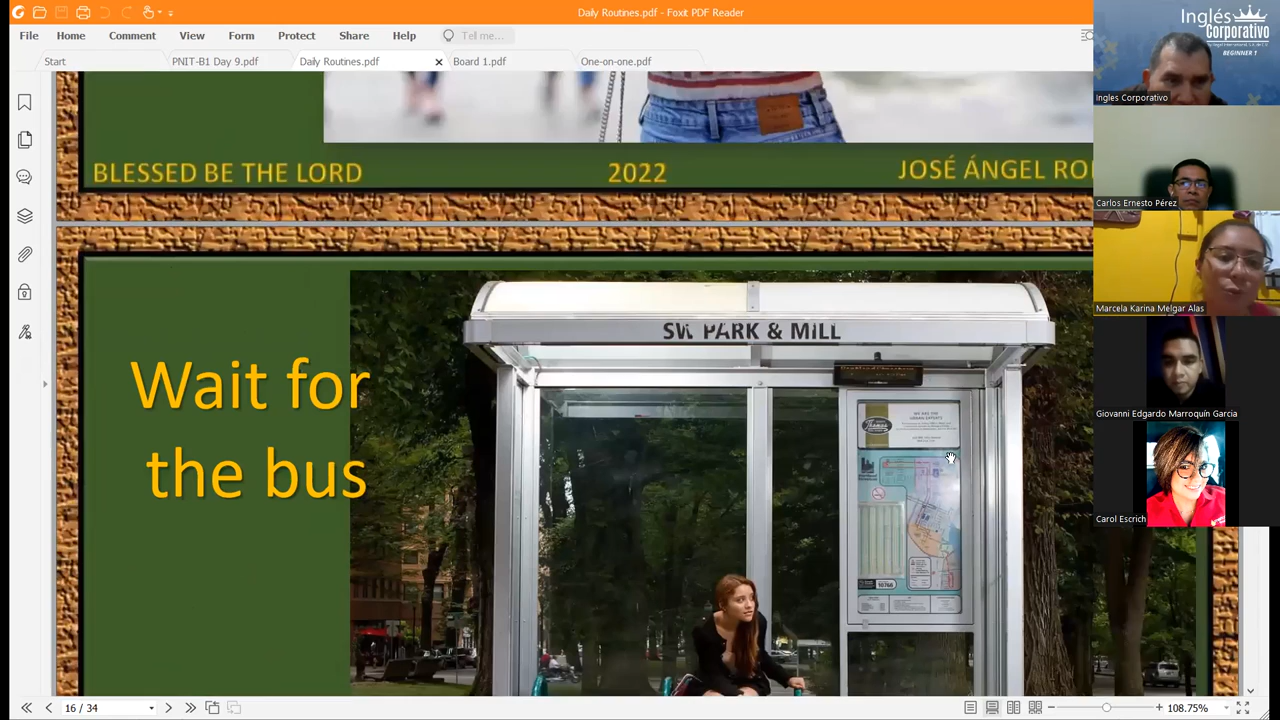 Daily Routines.pdf - Foxit PDF Reader
File Home Comment View Form Protect Share Help Tell me...
Start PNIT-B1 Day 9.pdf Daily Routines.pdf Board 1.pdf One-on-one.pdf
BLESSED BE THE LORD 2022 JOSÉ ÁNGEL RO
SW PARK & MILL
Wait for
the bus
Thomas
16 / 34
108.75%
Inglés
Corporativo
BEGINNER 1
Ingles Corporativo
Carlos Ernesto Pérez
Marcela Karina Melgar Alas
Giovanni Edgardo Marroquín Garcia
Carol Escrich